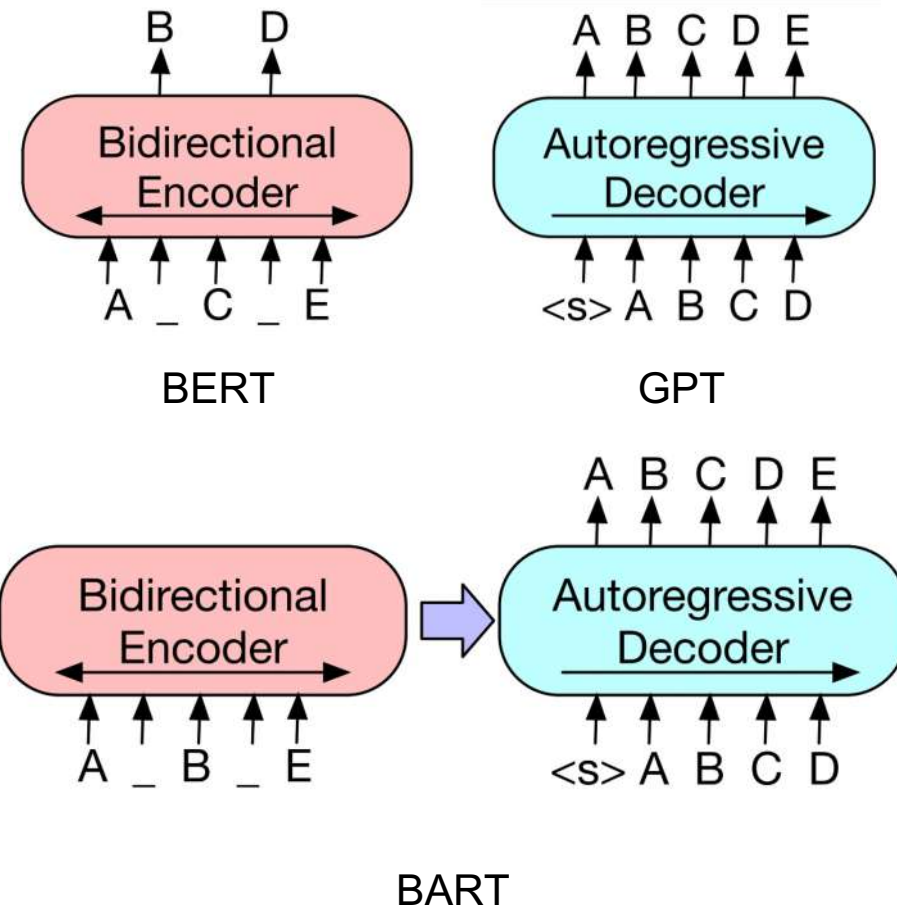 B D
Bidirectional
Encoder
A _ C _ E
BERT
A B C D E
Autoregressive
Decoder
<s> A B C D
GPT
Bidirectional
Encoder
A _ B _ E
A B C D E
Autoregressive
Decoder
<s> A B C D
BART